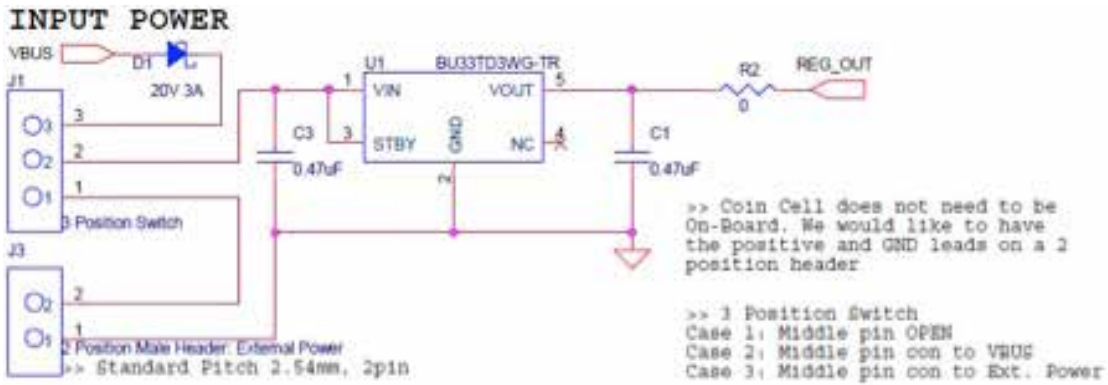 INPUT POWER
VBUS
D1
20V 3A
J1
3
3
2
2
1
1
3 Position Switch
J3
2
2
1
1
2 Position Male Header: External Power
>> Standard Pitch 2.54mm, 2pin
U1
BU33TD3WG-TR
1
VIN
VOUT
5
3
STBY
GND
NC
4
2
C3
0.47uF
C1
0.47uF
R2
0
REG_OUT
>> Coin Cell does not need to be
On-Board. We would like to have
the positive and GND leads on a 2
position header
>> 3 Position Switch
Case 1: Middle pin OPEN
Case 2: Middle pin con to VBUS
Case 3: Middle pin con to Ext. Power